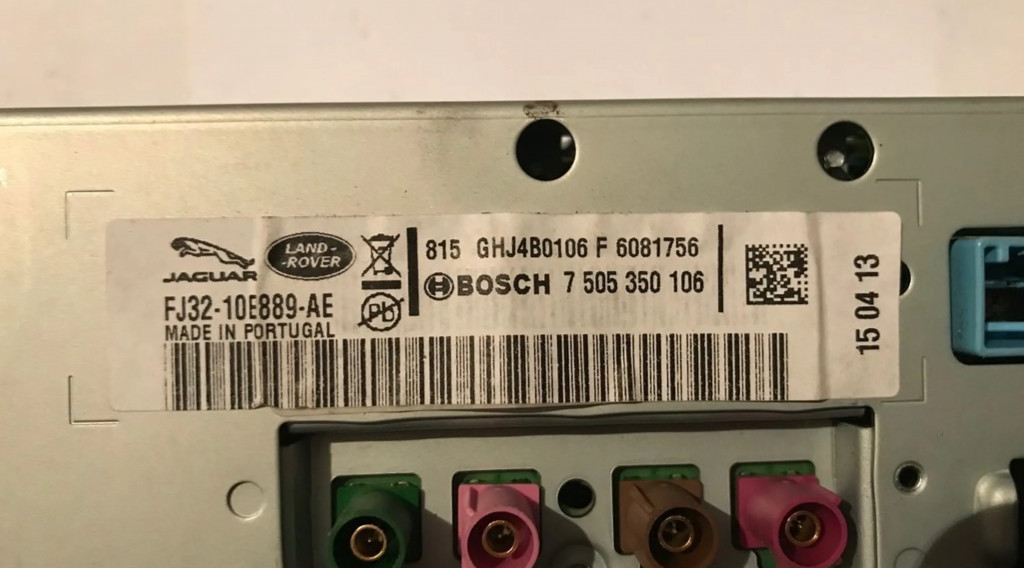 JAGUAR
LAND-
-ROVER
FJ32-10E889-AE
MADE IN PORTUGAL
Pb
815 GHJ4B0106 F 6081756
BOSCH 7 505 350 106
15 04 13